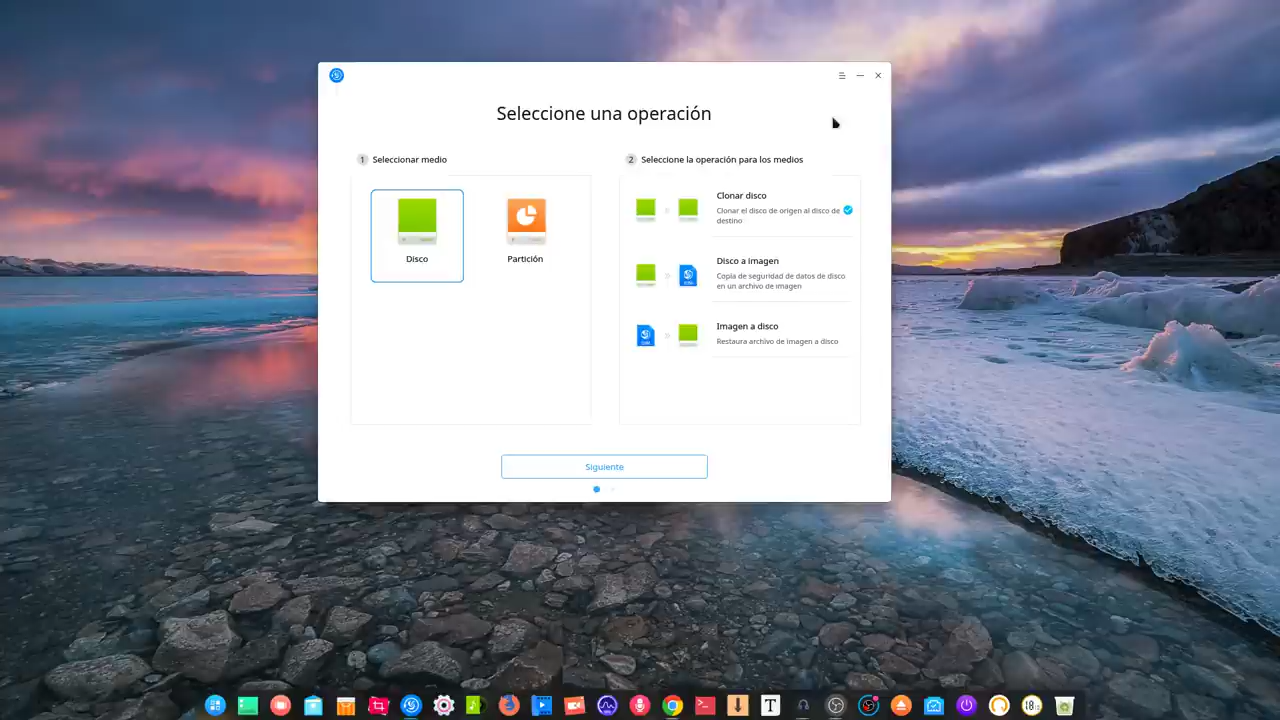 Seleccione una operación
1 Seleccionar medio
Disco
Partición
2 Seleccione la operación para los medios
Clonar disco
Clonar el disco de origen al disco de
destino
Disco a imagen
Copia de seguridad de datos de disco
en un archivo de imagen
Imagen a disco
Restaura archivo de imagen a disco
Siguiente
T
18